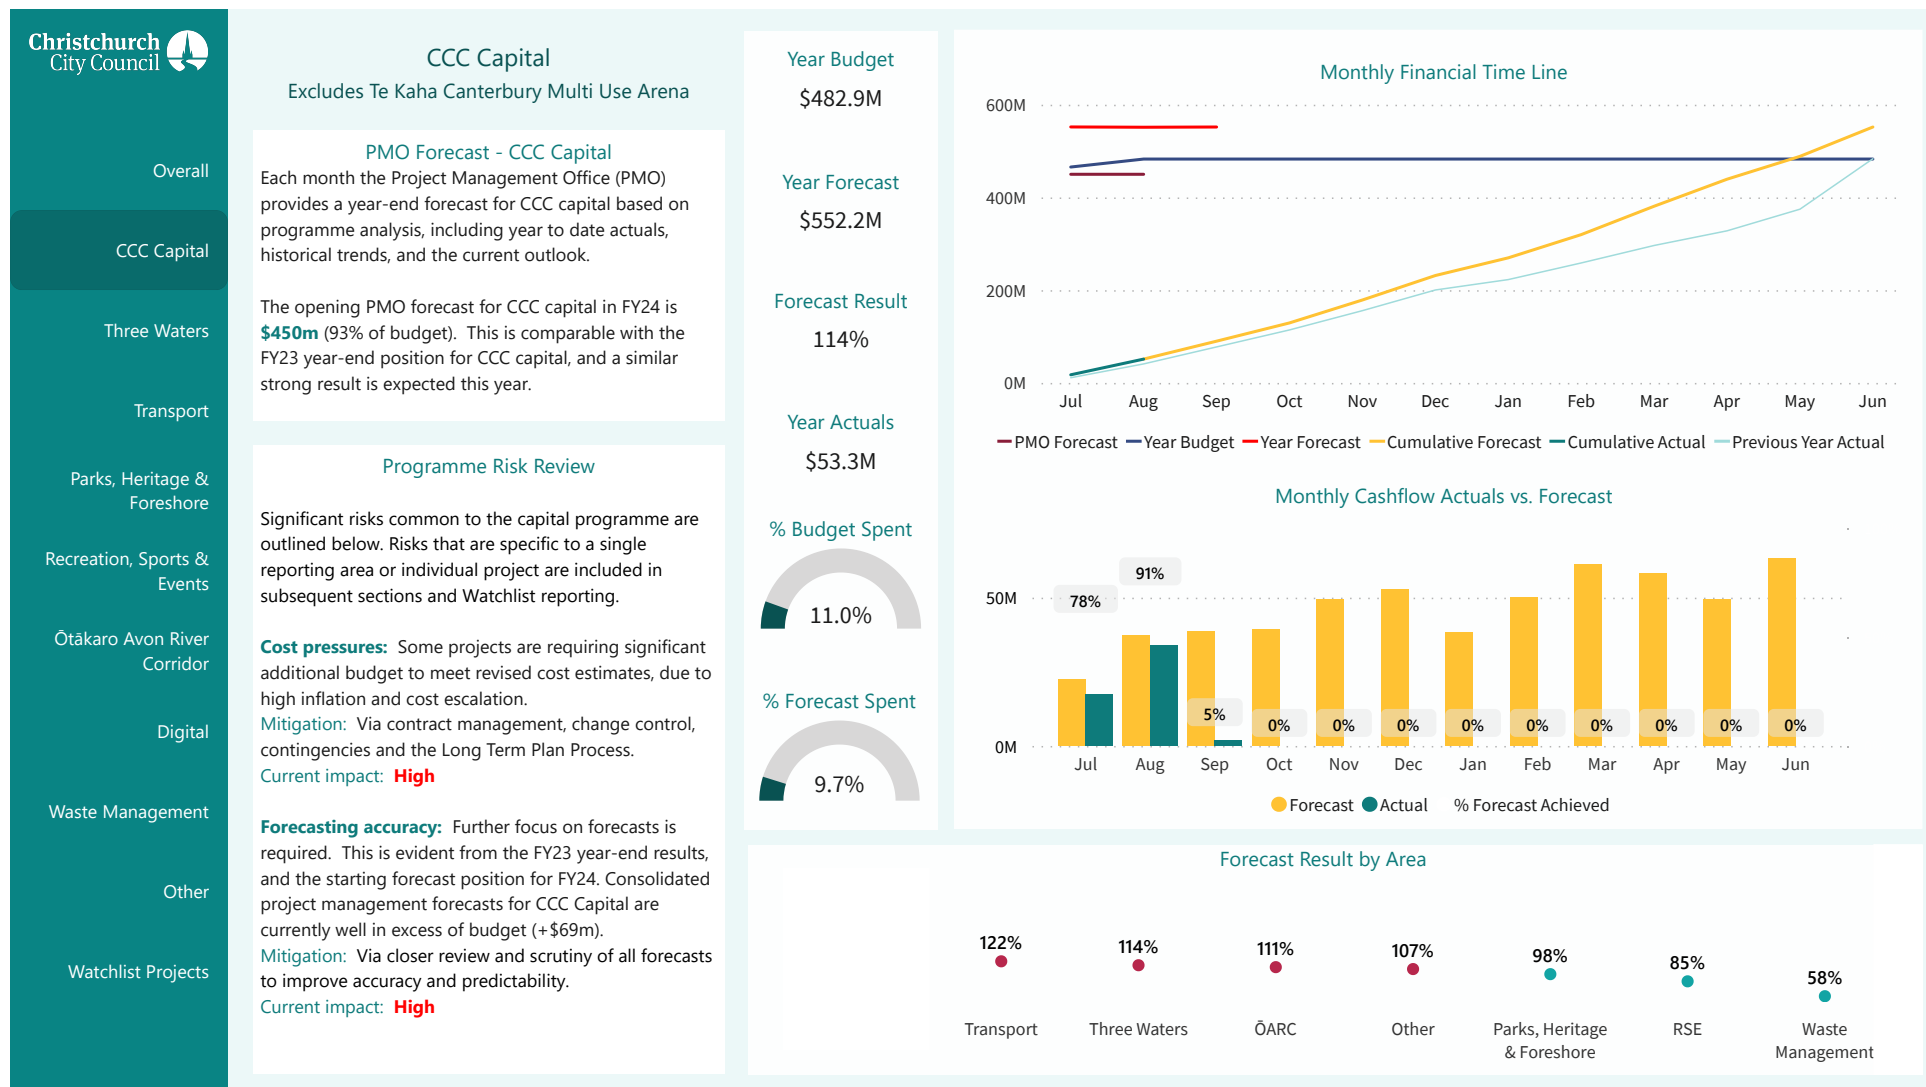 Christchurch
City Council
Overall
CCC Capital
Three Waters
Transport
Parks, Heritage &
Foreshore
Recreation, Sports &
Events
Ōtākaro Avon River
Corridor
Digital
Waste Management
Other
Watchlist Projects
CCC Capital
Excludes Te Kaha Canterbury Multi Use Arena
PMO Forecast - CCC Capital
Each month the Project Management Office (PMO)
provides a year-end forecast for CCC capital based on
programme analysis, including year to date actuals,
historical trends, and the current outlook.
The opening PMO forecast for CCC capital in FY24 is
$450m (93% of budget).  This is comparable with the
FY23 year-end position for CCC capital, and a similar
strong result is expected this year.
Programme Risk Review
Significant risks common to the capital programme are
outlined below. Risks that are specific to a single
reporting area or individual project are included in
subsequent sections and Watchlist reporting.
Cost pressures:  Some projects are requiring significant
additional budget to meet revised cost estimates, due to
high inflation and cost escalation.
Mitigation:  Via contract management, change control,
contingencies and the Long Term Plan Process.
Current impact:  High
Forecasting accuracy:  Further focus on forecasts is
required.  This is evident from the FY23 year-end results,
and the starting forecast position for FY24. Consolidated
project management forecasts for CCC Capital are
currently well in excess of budget (+$69m).
Mitigation:  Via closer review and scrutiny of all forecasts
to improve accuracy and predictability.
Current impact:  High
Year Budget
$482.9M
Year Forecast
$552.2M
Forecast Result
114%
Year Actuals
$53.3M
% Budget Spent
11.0%
% Forecast Spent
9.7%
Monthly Financial Time Line
600M
400M
200M
0M
Jul Aug Sep Oct Nov Dec Jan Feb Mar Apr May Jun
PMO Forecast Year Budget Year Forecast Cumulative Forecast Cumulative Actual Previous Year Actual
Monthly Cashflow Actuals vs. Forecast
91%
78%
50M
5% 0% 0% 0% 0% 0% 0% 0% 0% 0%
0M
Jul Aug Sep Oct Nov Dec Jan Feb Mar Apr May Jun
Forecast Actual % Forecast Achieved
Forecast Result by Area
122% 114% 111% 107% 98% 85% 58%
Transport Three Waters ŌARC Other Parks, Heritage RSE Waste
& Foreshore Management